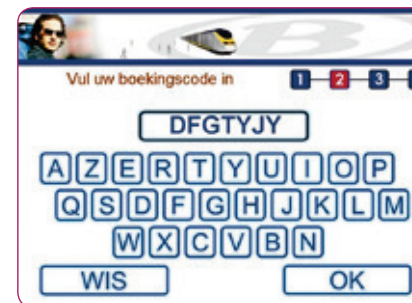 B
Vul uw boekingscode in 1 2 3
DFGTYJY
A Z E R T Y U I O P
Q S D F G H J K L M
W X C V B N
WIS OK